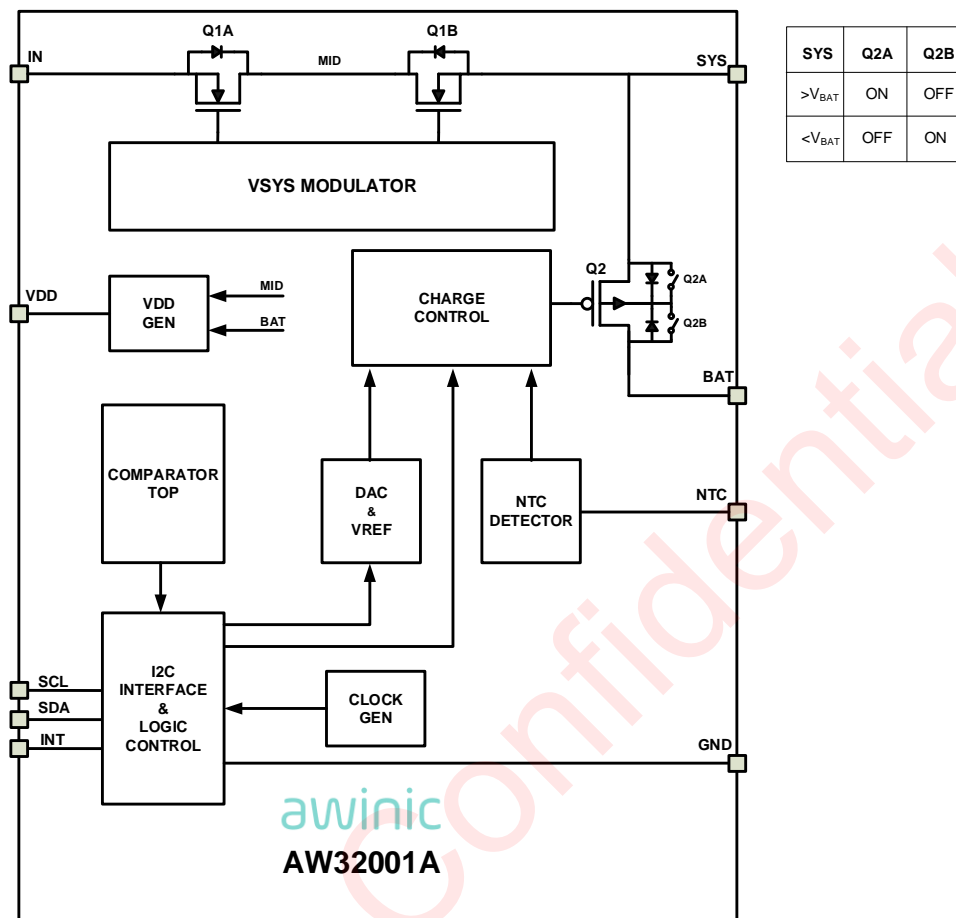 Q1A
Q1B
IN
MID
SYS
VSYS MODULATOR
SYS Q2A Q2B
>VBAT ON OFF
<VBAT OFF ON
VDD
VDD
GEN
MID
BAT
CHARGE
CONTROL
Q2
Q2A
Q2B
BAT
COMPARATOR
TOP
DAC
&
VREF
NTC
DETECTOR
NTC
SCL
SDA
INT
I2C
INTERFACE
&
LOGIC
CONTROL
CLOCK
GEN
GND
awinic
AW32001A
Confidential